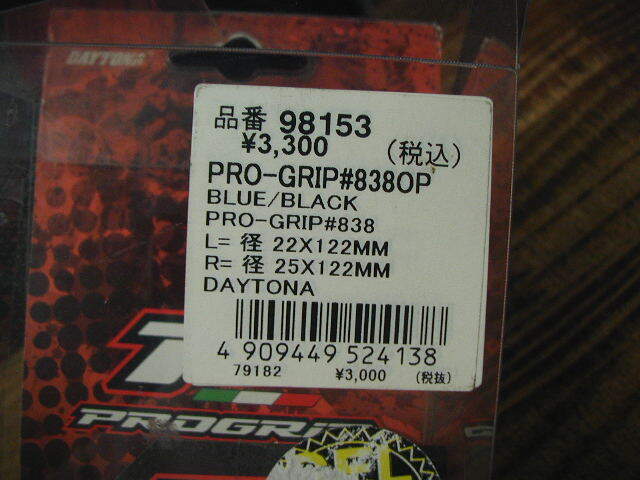 DAYTONA
品番 98153
¥3,300 (税込)
PRO-GRIP#838OP
BLUE/BLACK
PRO-GRIP#838
L= 径 22X122MM
R= 径 25X122MM
DAYTONA
4 909449 524138
79182 ¥3,000 (税抜)
PROGRIP